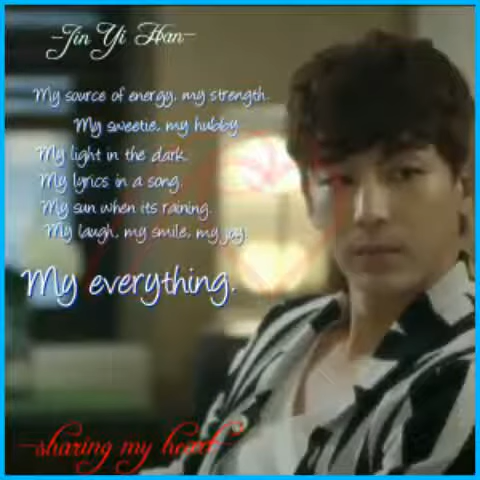 -Jin Yi Han-
My source of energy, my strength.
My sweetie, my hubby
My light in the dark.
My lyrics in a song.
My sun when its raining.
My laugh, my smile, my joy.
My everything.
-sharing my heart-